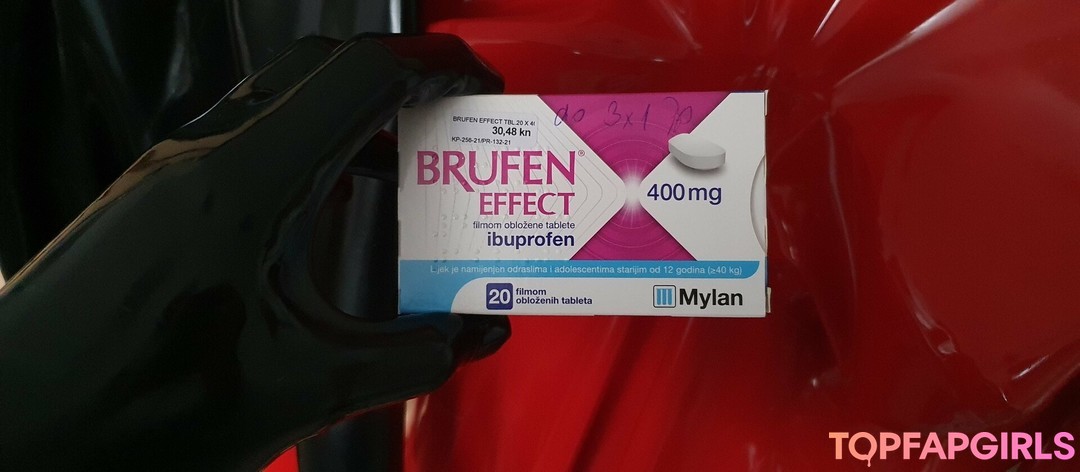 BRUFEN EFFECT TBL.20 X 4
30,48 kn
KP-256-21/PR-132-21
do 3x1
BRUFEN®
EFFECT
filmom obložene tablete
ibuprofen
400 mg
Lijek je namijenjen odraslima i adolescentima starijim od 12 godina (≥40 kg)
20 filmom
obloženih tableta
Mylan
TOPFAPGIRLS